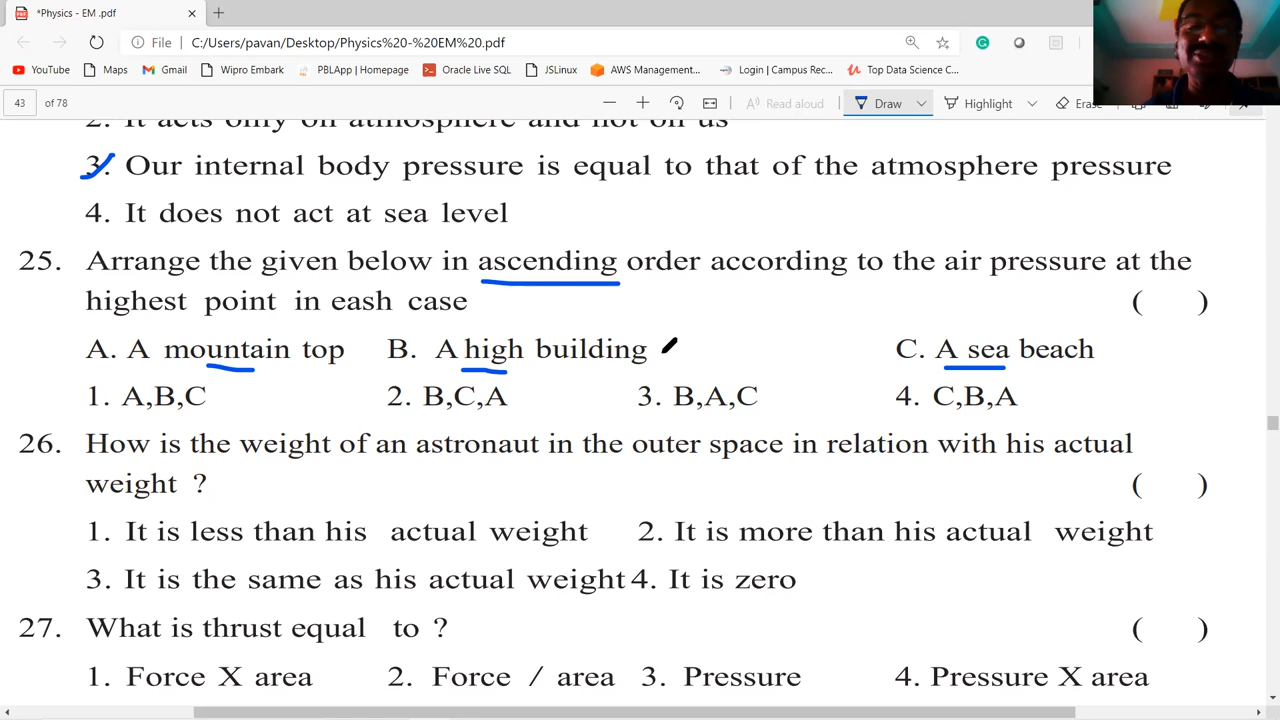 *Physics - EM .pdf
File C:/Users/pavan/Desktop/Physics%20-%20EM%20.pdf
YouTube Maps Gmail Wipro Embark PBLApp | Homepage Oracle Live SQL JSLinux AWS Management... Login | Campus Rec... Top Data Science C...
43 of 78 Read aloud Draw Highlight Erase
2. It acts only on atmosphere and not on us
3. Our internal body pressure is equal to that of the atmosphere pressure
4. It does not act at sea level
25. Arrange the given below in ascending order according to the air pressure at the
highest point in eash case ( )
A. A mountain top B. A high building C. A sea beach
1. A,B,C 2. B,C,A 3. B,A,C 4. C,B,A
26. How is the weight of an astronaut in the outer space in relation with his actual
weight ? ( )
1. It is less than his actual weight 2. It is more than his actual weight
3. It is the same as his actual weight 4. It is zero
27. What is thrust equal to ? ( )
1. Force X area 2. Force / area 3. Pressure 4. Pressure X area